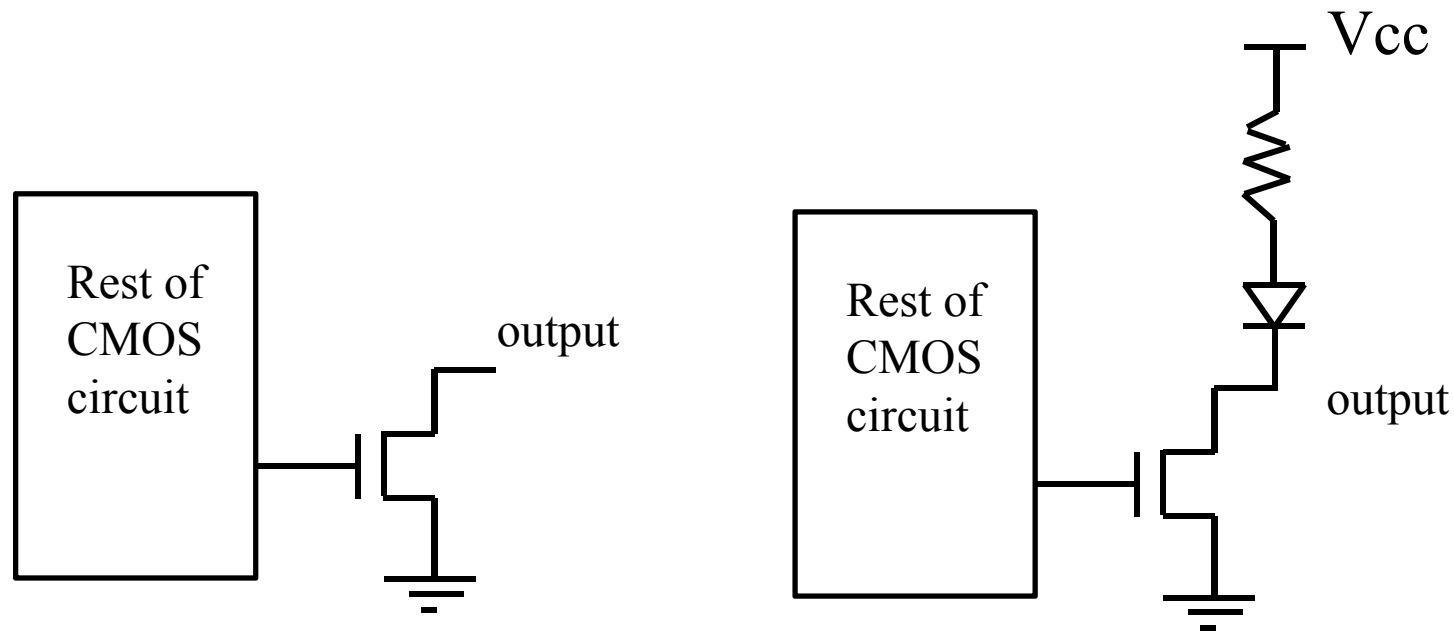 Rest of
CMOS
circuit
output
Vcc
Rest of
CMOS
circuit
output